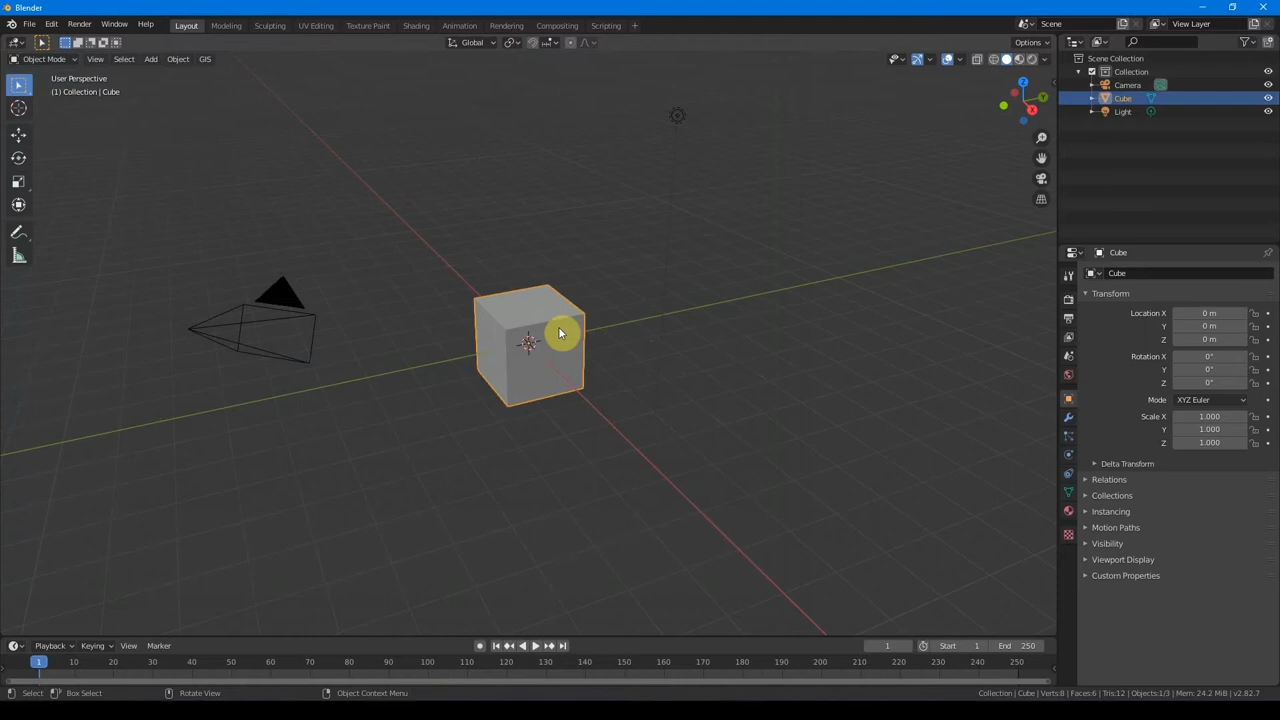 Blender
File Edit Render Window Help Layout Modeling Sculpting UV Editing Texture Paint Shading Animation Rendering Compositing Scripting + Scene View Layer
Global Options
Object Mode View Select Add Object GIS
User Perspective
(1) Collection | Cube
X
Y
Z
Scene Collection
Collection
Camera
Cube
Light
Cube
Cube
Transform
Location X 0 m
Y 0 m
Z 0 m
Rotation X 0°
Y 0°
Z 0°
Mode XYZ Euler
Scale X 1.000
Y 1.000
Z 1.000
Delta Transform
Relations
Collections
Instancing
Motion Paths
Visibility
Viewport Display
Custom Properties
Playback Keying View Marker 1 Start 1 End 250
1 10 20 30 40 50 60 70 80 90 100 110 120 130 140 150 160 170 180 190 200 210 220 230 240 250
Select Box Select Rotate View Object Context Menu Collection | Cube | Verts:8 | Faces:6 | Tris:12 | Objects:1/3 | Mem: 24.2 MiB | v2.82.7